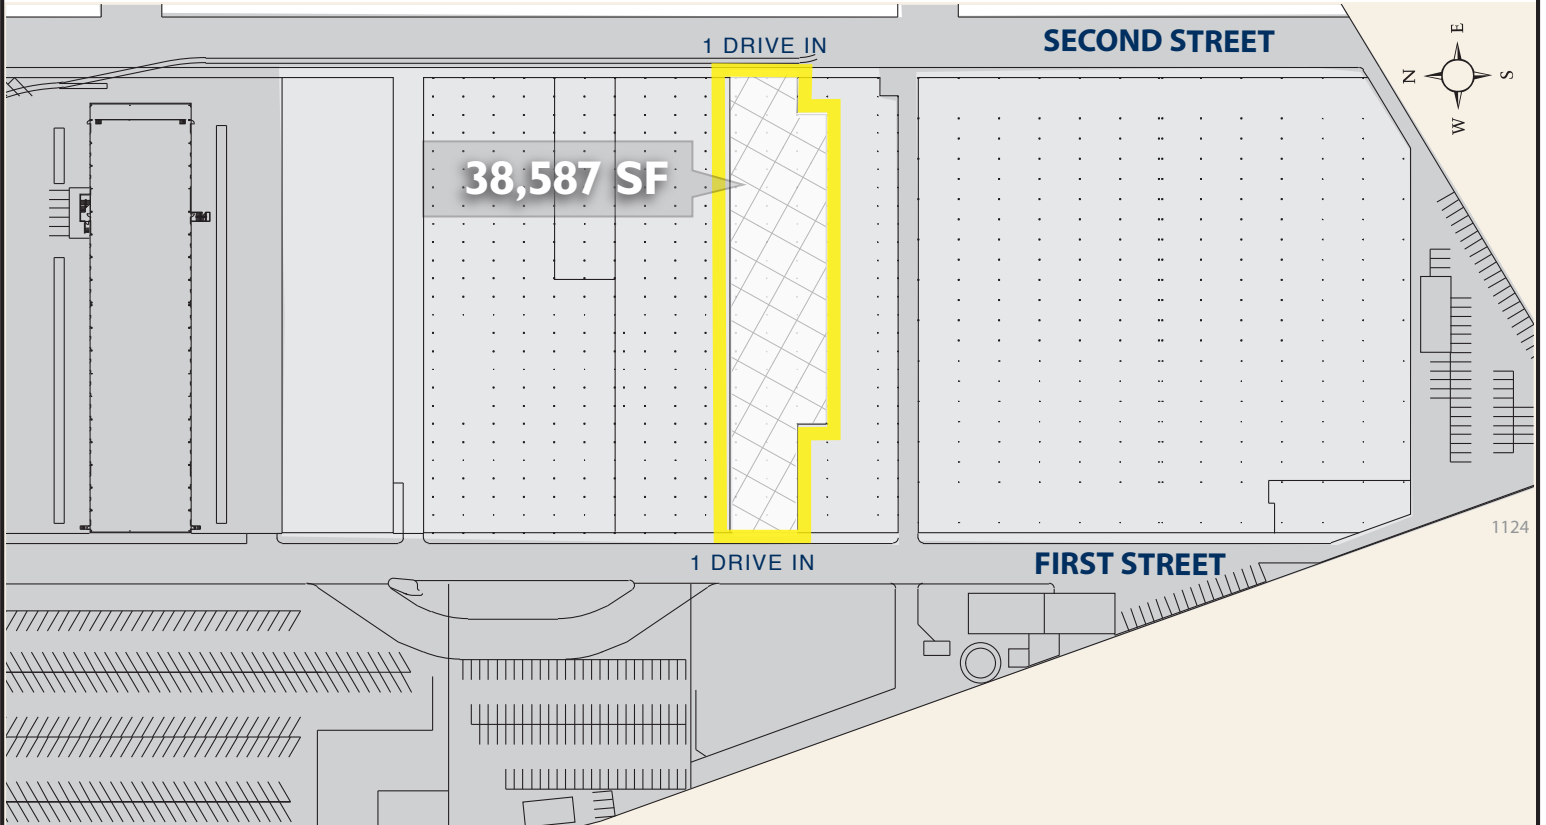 1 DRIVE IN
SECOND STREET
E
N
S
W
38,587 SF
1124
1 DRIVE IN
FIRST STREET